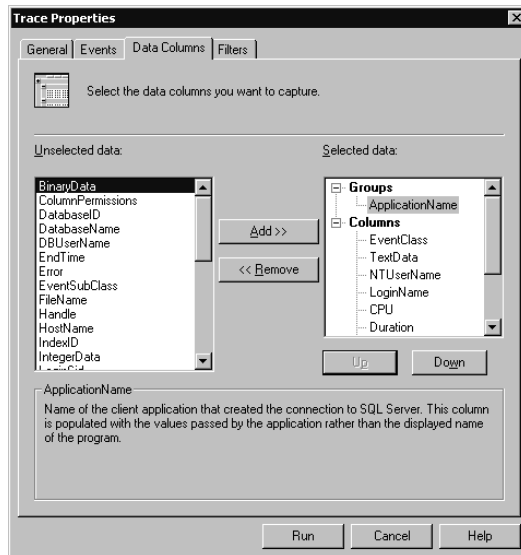 Trace Properties
General Events Data Columns Filters
Select the data columns you want to capture.
Unselected data:
Selected data:
BinaryData
ColumnPermissions
DatabaseID
DatabaseName
DBUserName
EndTime
Error
EventSubClass
FileName
Handle
HostName
IndexID
IntegerData
LoginSid
Add >>
<< Remove
Groups
ApplicationName
Columns
EventClass
TextData
NTUserName
LoginName
CPU
Duration
Up
Down
ApplicationName
Name of the client application that created the connection to SQL Server. This column
is populated with the values passed by the application rather than the displayed name
of the program.
Run
Cancel
Help